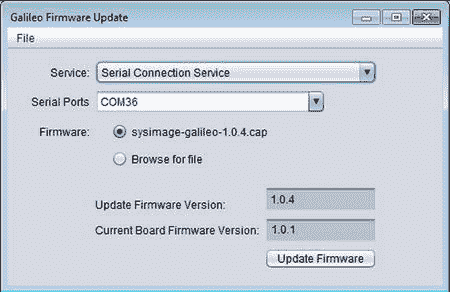 Galileo Firmware Update
File
Service: Serial Connection Service
Serial Ports COM36
Firmware: sysimage-galileo-1.0.4.cap
Browse for file
Update Firmware Version: 1.0.4
Current Board Firmware Version: 1.0.1
Update Firmware